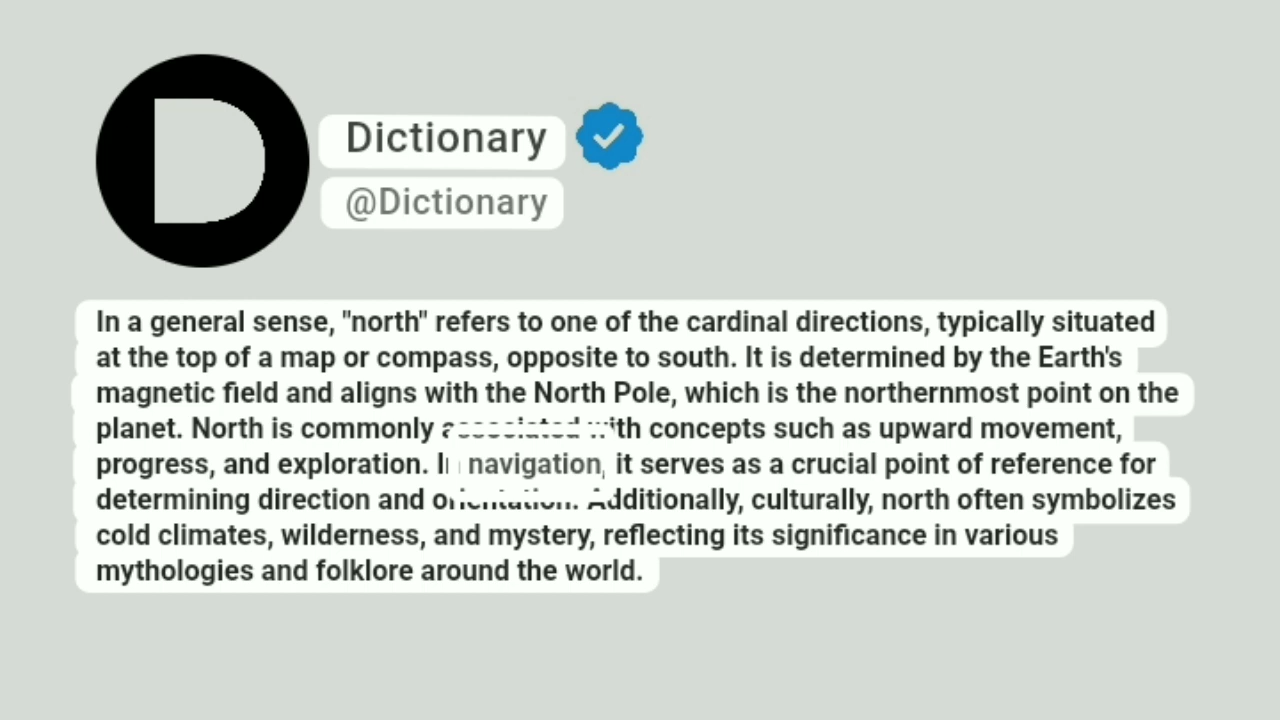 D
Dictionary
@Dictionary
In a general sense, "north" refers to one of the cardinal directions, typically situated
at the top of a map or compass, opposite to south. It is determined by the Earth's
magnetic field and aligns with the North Pole, which is the northernmost point on the
planet. North is commonly associated with concepts such as upward movement,
progress, and exploration. In navigation, it serves as a crucial point of reference for
determining direction and orientation. Additionally, culturally, north often symbolizes
cold climates, wilderness, and mystery, reflecting its significance in various
mythologies and folklore around the world.